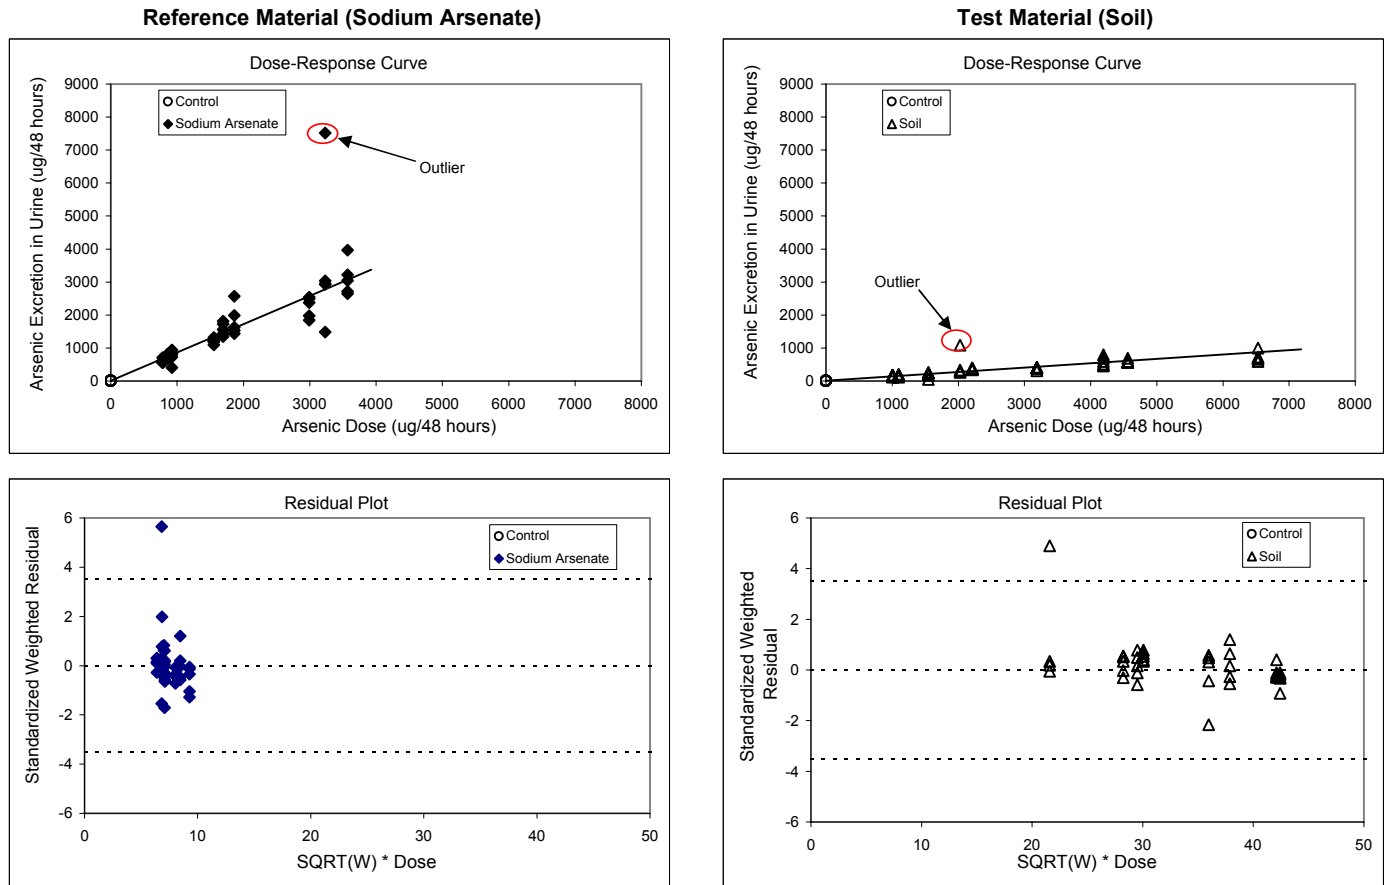 Reference Material (Sodium Arsenate)
Dose-Response Curve
Arsenic Excretion in Urine (ug/48 hours)
9000
8000
7000
6000
5000
4000
3000
2000
1000
0
Control
Sodium Arsenate
Outlier
0 1000 2000 3000 4000 5000 6000 7000 8000
Arsenic Dose (ug/48 hours)
Test Material (Soil)
Dose-Response Curve
Arsenic Excretion in Urine (ug/48 hours)
9000
8000
7000
6000
5000
4000
3000
2000
1000
0
Control
Soil
Outlier
0 1000 2000 3000 4000 5000 6000 7000 8000
Arsenic Dose (ug/48 hours)
Residual Plot
Standardized Weighted Residual
6
4
2
0
-2
-4
-6
Control
Sodium Arsenate
0 10 20 30 40 50
SQRT(W) * Dose
Residual Plot
Standardized Weighted
Residual
6
4
2
0
-2
-4
-6
Control
Soil
0 10 20 30 40 50
SQRT(W) * Dose